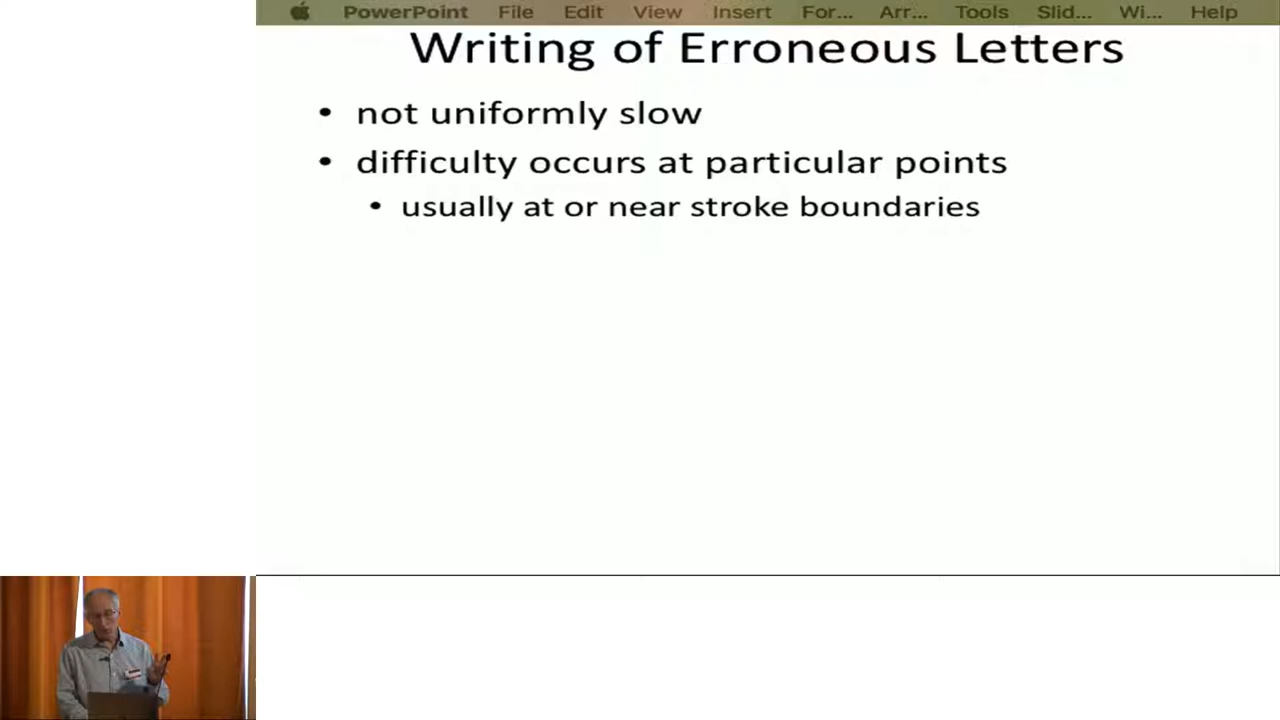 PowerPoint File Edit View Insert For... Arr... Tools Slid... Wi... Help
Writing of Erroneous Letters
• not uniformly slow
• difficulty occurs at particular points
• usually at or near stroke boundaries